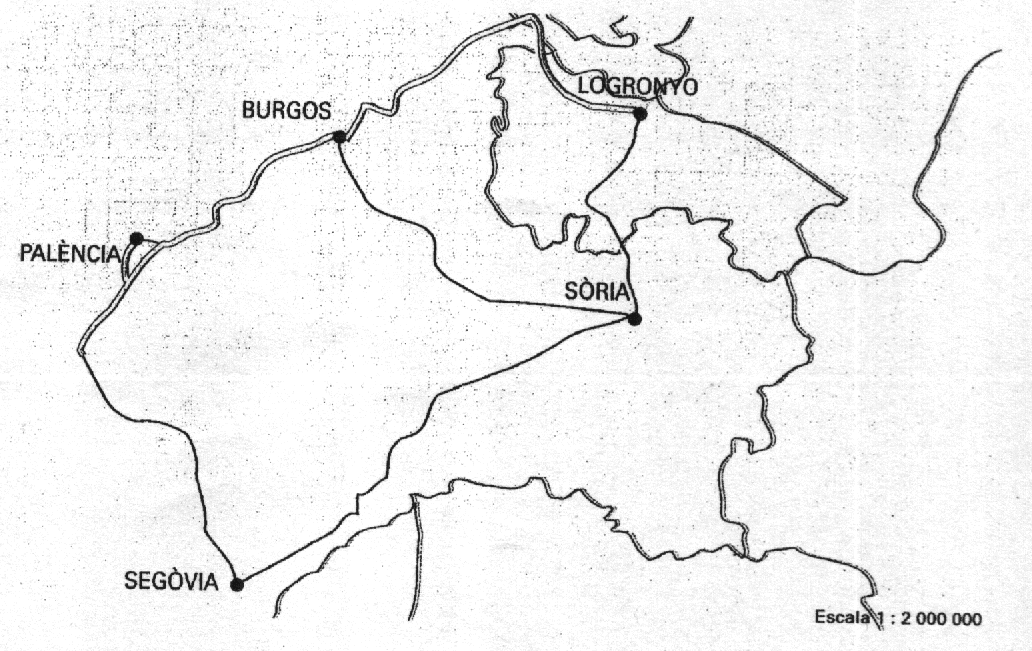 LOGRONYO
BURGOS
PALÈNCIA
SÒRIA
SEGÒVIA
Escala 1 : 2 000 000